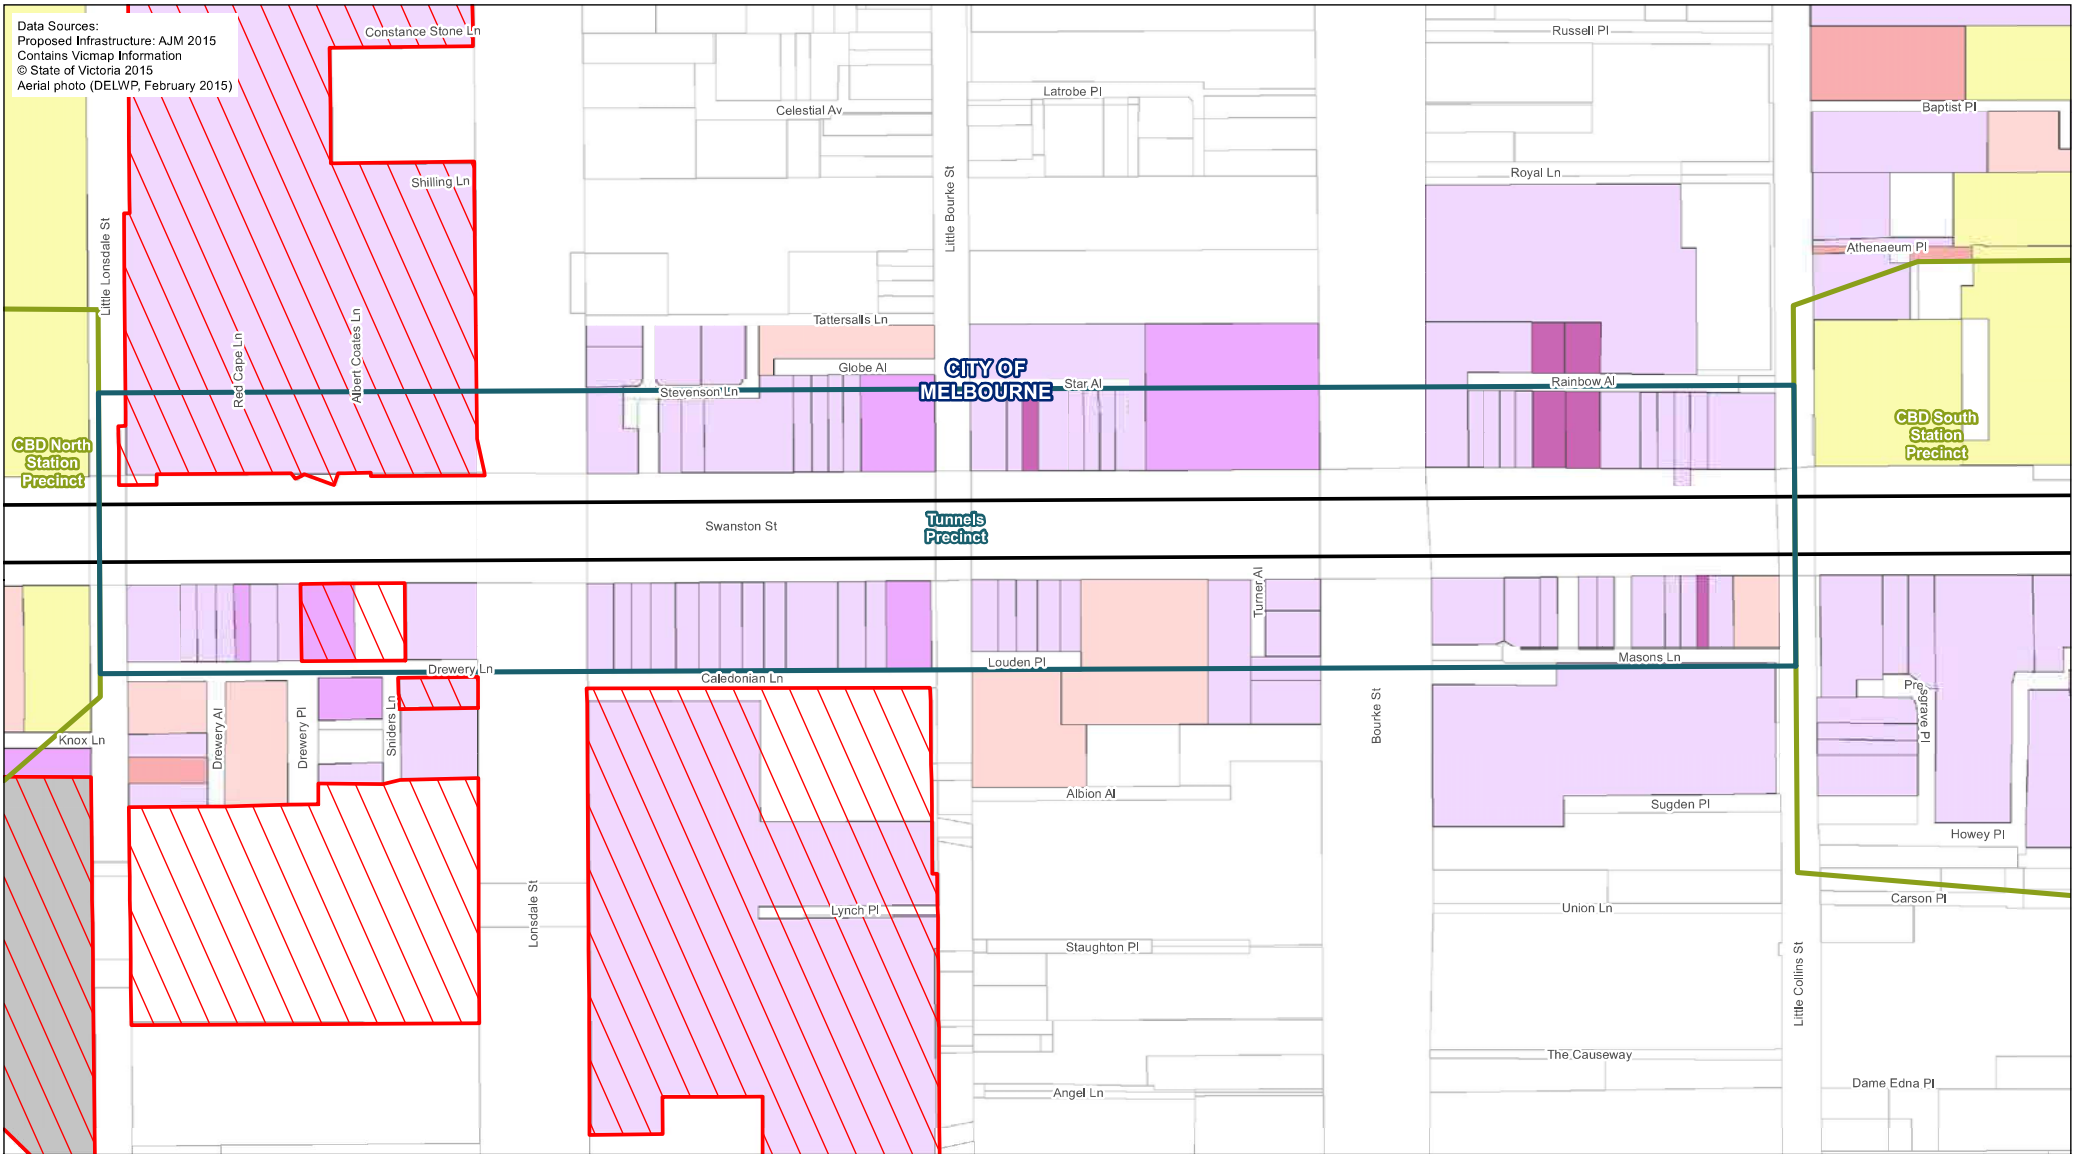 Data Sources:
Proposed Infrastructure: AJM 2015
Contains Vicmap Information
© State of Victoria 2015
Aerial photo (DELWP, February 2015)
Constance Stone Ln
Russell Pl
Celestial Av
Latrobe Pl
Baptist Pl
Shilling Ln
Royal Ln
Little Lonsdale St
Little Bourke St
Athenaeum Pl
Tattersalls Ln
Red Cape Ln
Albert Coates Ln
Globe Al
Stevenson Ln
CITY OF
MELBOURNE
Star Al
Rainbow Al
CBD North
Station
Precinct
CBD South
Station
Precinct
Swanston St
Tunnels
Precinct
Turner Al
Drewery Ln
Caledonian Ln
Louden Pl
Masons Ln
Knox Ln
Drewery Al
Drewery Pl
Sniders Ln
Bourke St
Presgrave Pl
Albion Al
Sugden Pl
Howey Pl
Lonsdale St
Lynch Pl
Union Ln
Carson Pl
Staughton Pl
Little Collins St
The Causeway
Angel Ln
Dame Edna Pl